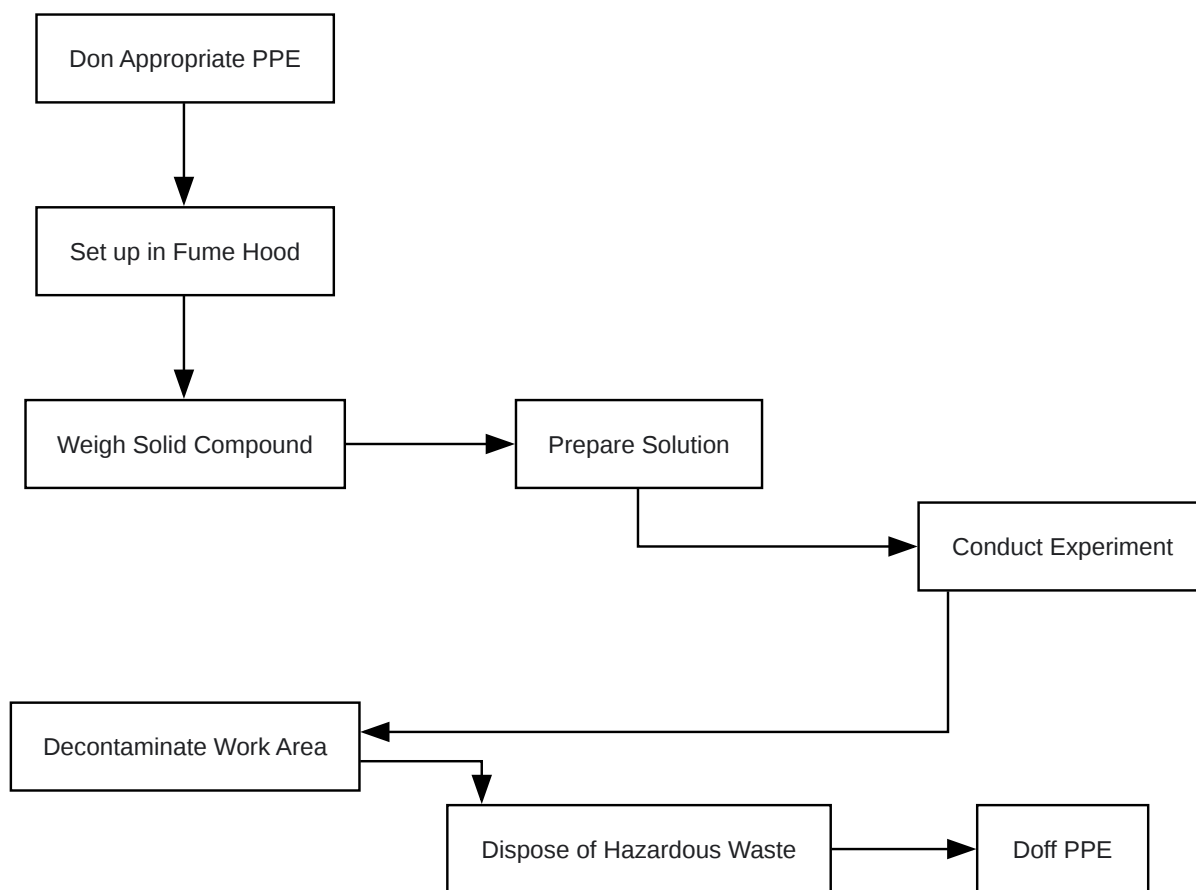 Don Appropriate PPE
Set up in Fume Hood
Weigh Solid Compound
Prepare Solution
Conduct Experiment
Decontaminate Work Area
Dispose of Hazardous Waste
Doff PPE